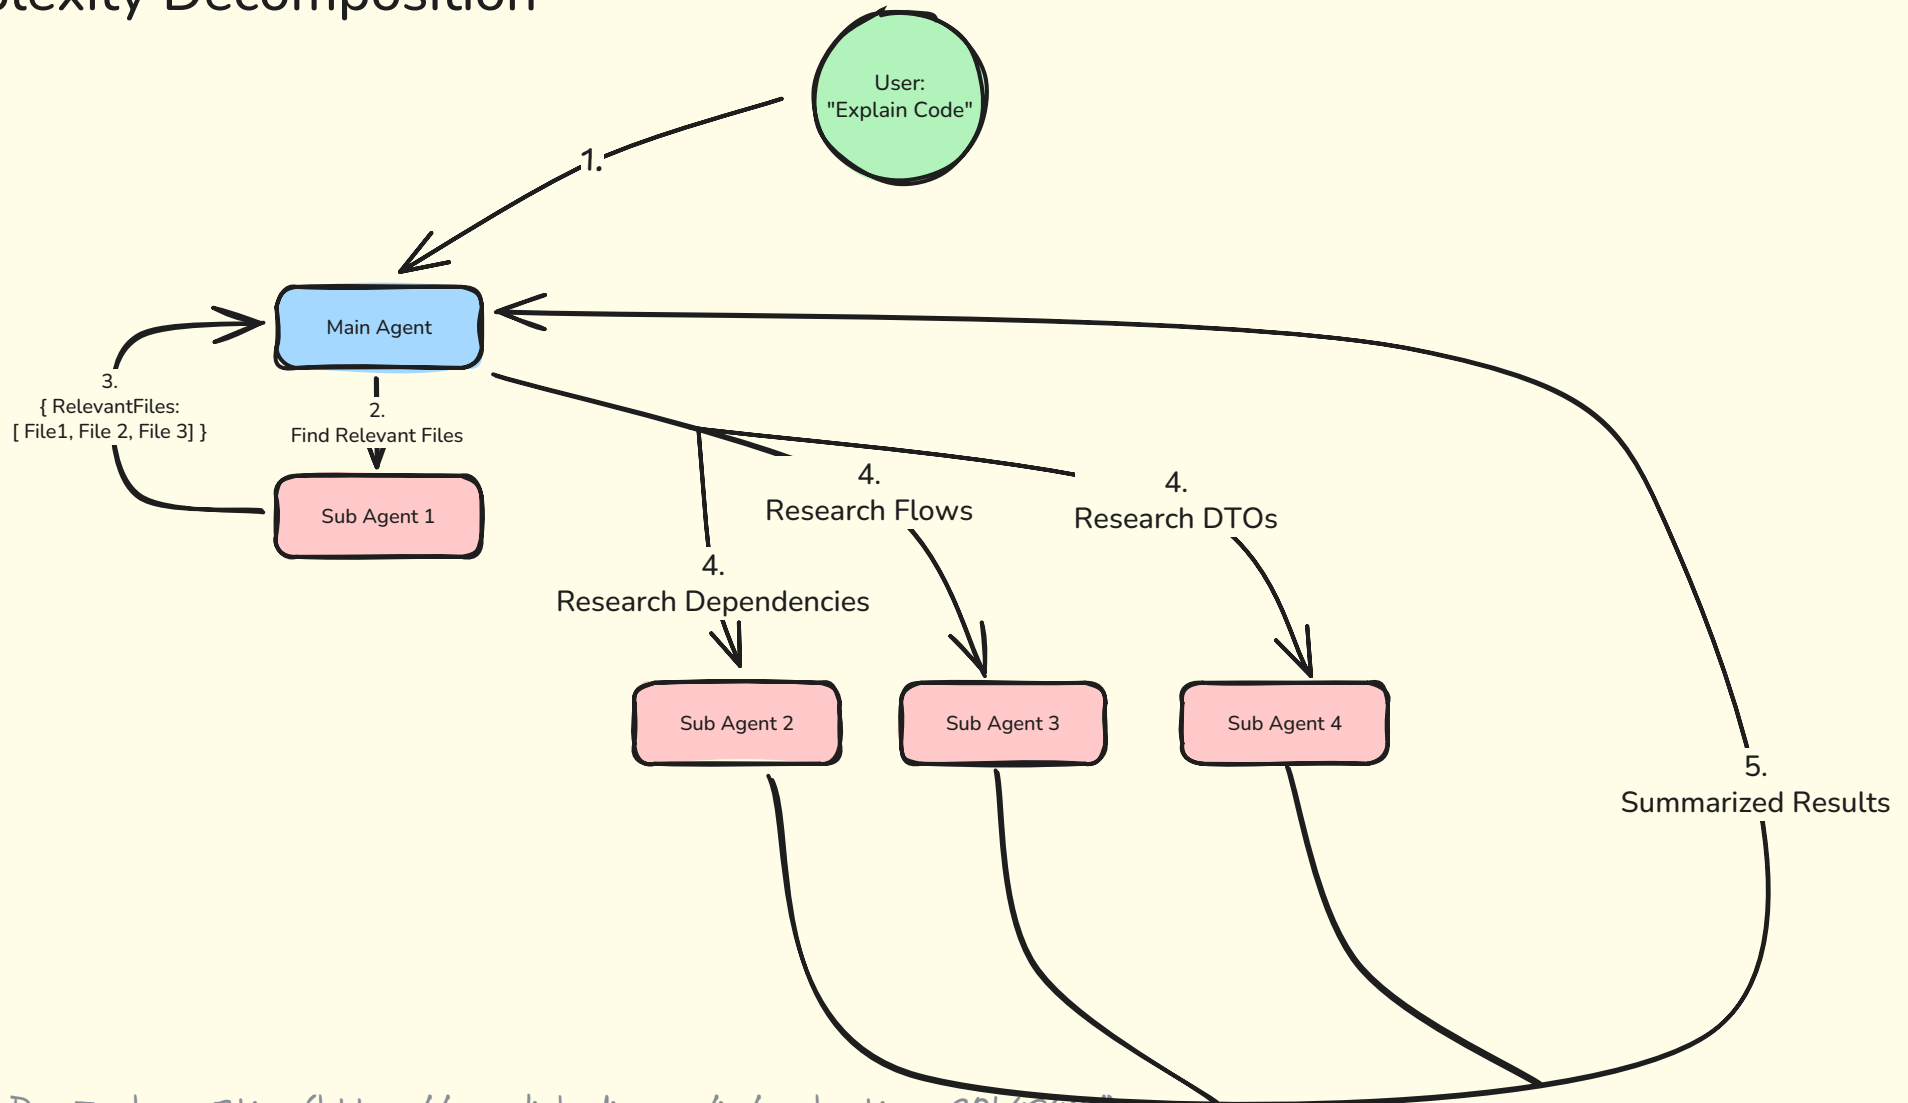 Decomposition
User:
"Explain Code"
1.
Main Agent
3.
{ RelevantFiles:
[ File1, File 2, File 3] }
2.
Find Relevant Files
Sub Agent 1
4.
Research Flows
4.
Research DTOs
4.
Research Dependencies
Sub Agent 2
Sub Agent 3
Sub Agent 4
5.
Summarized Results